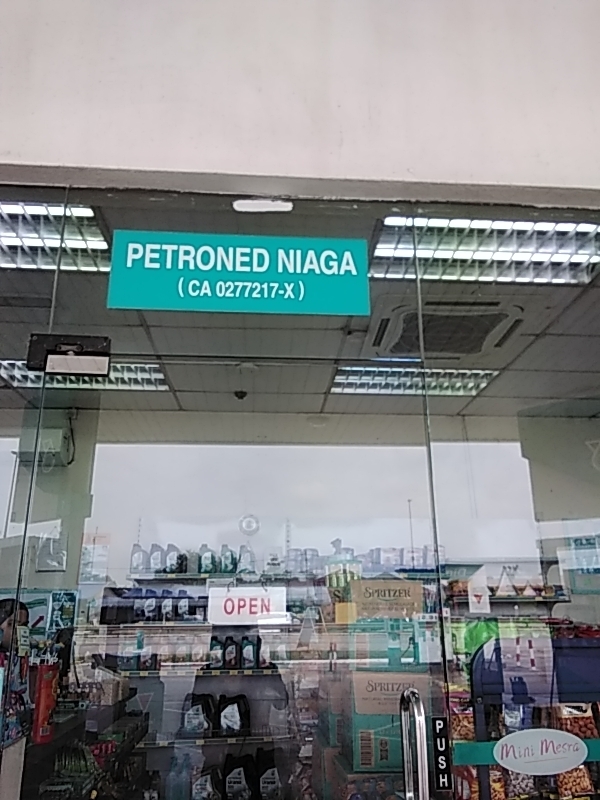 PETRONED NIAGA
( CA 0277217-X )
OPEN
SPRITZER
SPRITZER
PUSH
Mini Mesra